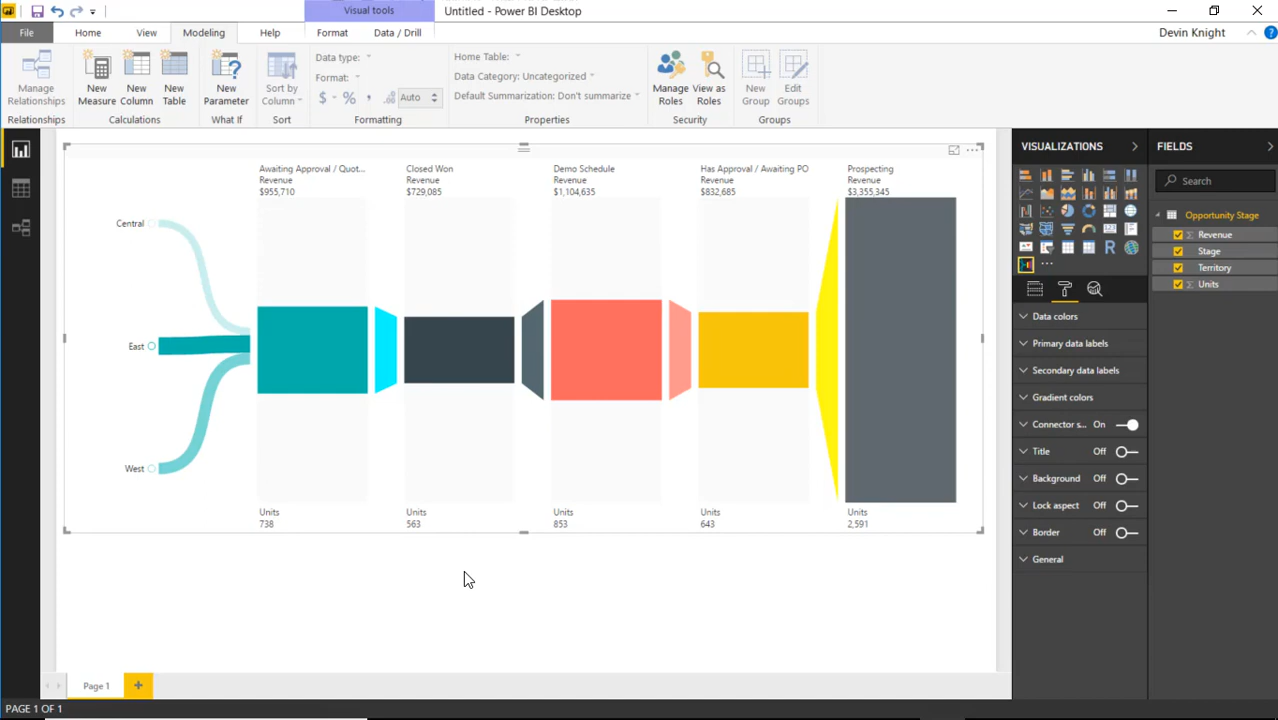 Visual tools
Untitled - Power BI Desktop
File
Home
View
Modeling
Help
Format
Data / Drill
Devin Knight
Manage
Relationships
New
Measure
New
Column
New
Table
New
Parameter
Sort by
Column
Data type:
Format:
$ % , Auto
Home Table:
Data Category: Uncategorized
Default Summarization: Don't summarize
Manage
Roles
View as
Roles
New
Group
Edit
Groups
Relationships
Calculations
What If
Sort
Formatting
Properties
Security
Groups
Awaiting Approval / Quot...
Revenue
$955,710
Closed Won
Revenue
$729,085
Demo Schedule
Revenue
$1,104,635
Has Approval / Awaiting PO
Revenue
$832,685
Prospecting
Revenue
$3,355,345
Central
East
West
Units
738
Units
563
Units
853
Units
643
Units
2,591
VISUALIZATIONS
R
Data colors
Primary data labels
Secondary data labels
Gradient colors
Connector s... On
Title Off
Background Off
Lock aspect Off
Border Off
General
FIELDS
Search
Opportunity Stage
Σ Revenue
Stage
Territory
Σ Units
Page 1
+
PAGE 1 OF 1